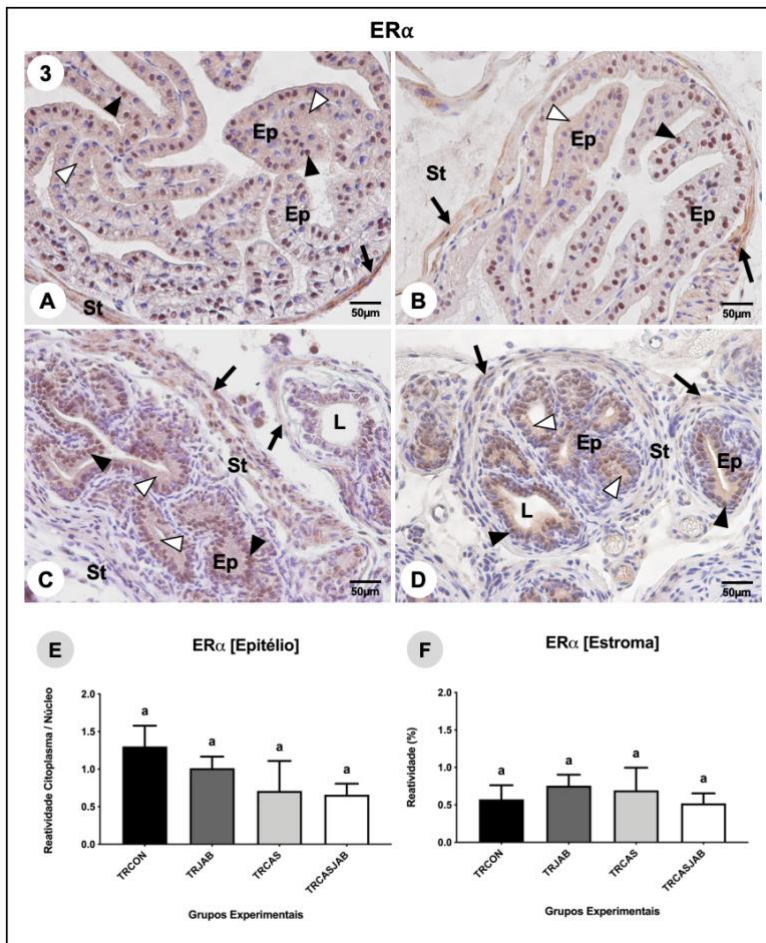 ERα
3
Ep
Ep
St
A
50µm
Ep
St
Ep
B
50µm
L
St
Ep
St
C
50µm
Ep
St
Ep
L
D
50µm
E
ERα [Epitélio]
Reatividade Citoplasma / Núcleo
2.0
1.5
1.0
0.5
0.0
a
a
a
a
TRCON
TRJAB
TRCAS
TRCASJAB
Grupos Experimentais
F
ERα [Estroma]
Reatividade (%)
2.0
1.5
1.0
0.5
0.0
a
a
a
a
TRCON
TRJAB
TRCAS
TRCASJAB
Grupos Experimentais